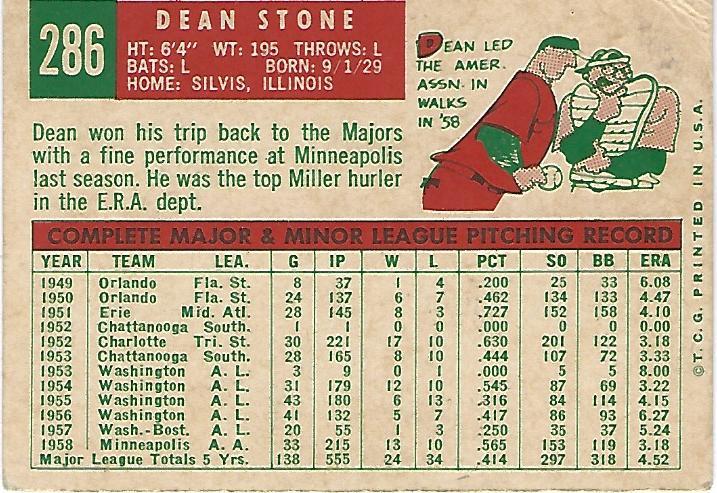 286
DEAN STONE
HT: 6'4" WT: 195 THROWS: L
BATS: L BORN: 9/1/29
HOME: SILVIS, ILLINOIS
DEAN LED
THE AMER.
ASSN. IN
WALKS
IN '58
Dean won his trip back to the Majors
with a fine performance at Minneapolis
last season. He was the top Miller hurler
in the E.R.A. dept.
COMPLETE MAJOR & MINOR LEAGUE PITCHING RECORD
YEAR TEAM LEA. G IP W L PCT SO BB ERA
1949 Orlando Fla. St. 8 37 1 4 .200 25 33 6.08
1950 Orlando Fla. St. 24 137 6 7 .462 134 133 4.47
1951 Erie Mid. Atl. 28 145 8 3 .727 152 158 4.10
1952 Chattanooga South. 1 1 0 0 .000 0 0 0.00
1952 Charlotte Tri. St. 30 221 17 10 .630 201 122 3.18
1953 Chattanooga South. 28 165 8 10 .444 107 72 3.33
1953 Washington A. L. 3 9 0 1 .000 5 5 8.00
1954 Washington A. L. 31 179 12 10 .545 87 69 3.22
1955 Washington A. L. 43 180 6 13 .316 84 114 4.15
1956 Washington A. L. 41 132 5 7 .417 86 93 6.27
1957 Wash.-Bost. A. L. 20 55 1 3 .250 35 37 5.24
1958 Minneapolis A. A. 33 215 13 10 .565 153 119 3.18
Major League Totals 5 Yrs. 138 555 24 34 .414 297 318 4.52
©T.C.G. PRINTED IN U.S.A.